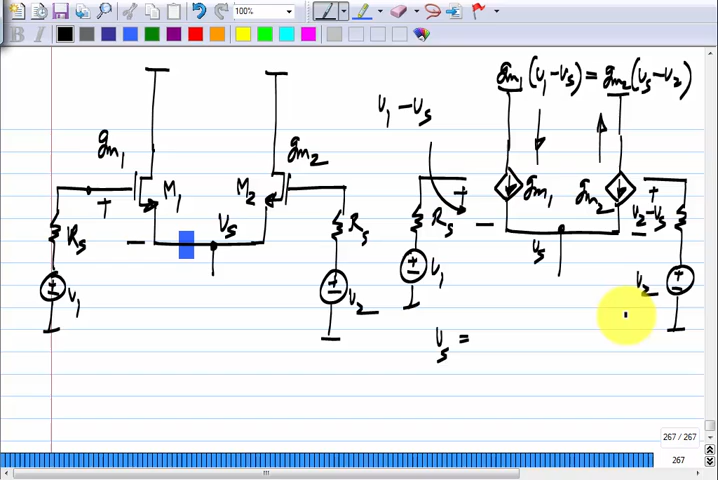 100%
B I
gm1 (v1-vs) = gm2 (vs-v2)
v1 - vs
gm1
gm2
M1
M2
+
Rs
Vs
Rs
-
+
-
v1
+
-
v2
+
Rs
-
gm1
gm2
+
v2-vs
-
Rs
vs
+
-
v1
+
-
v2
vs =
267 / 267
267